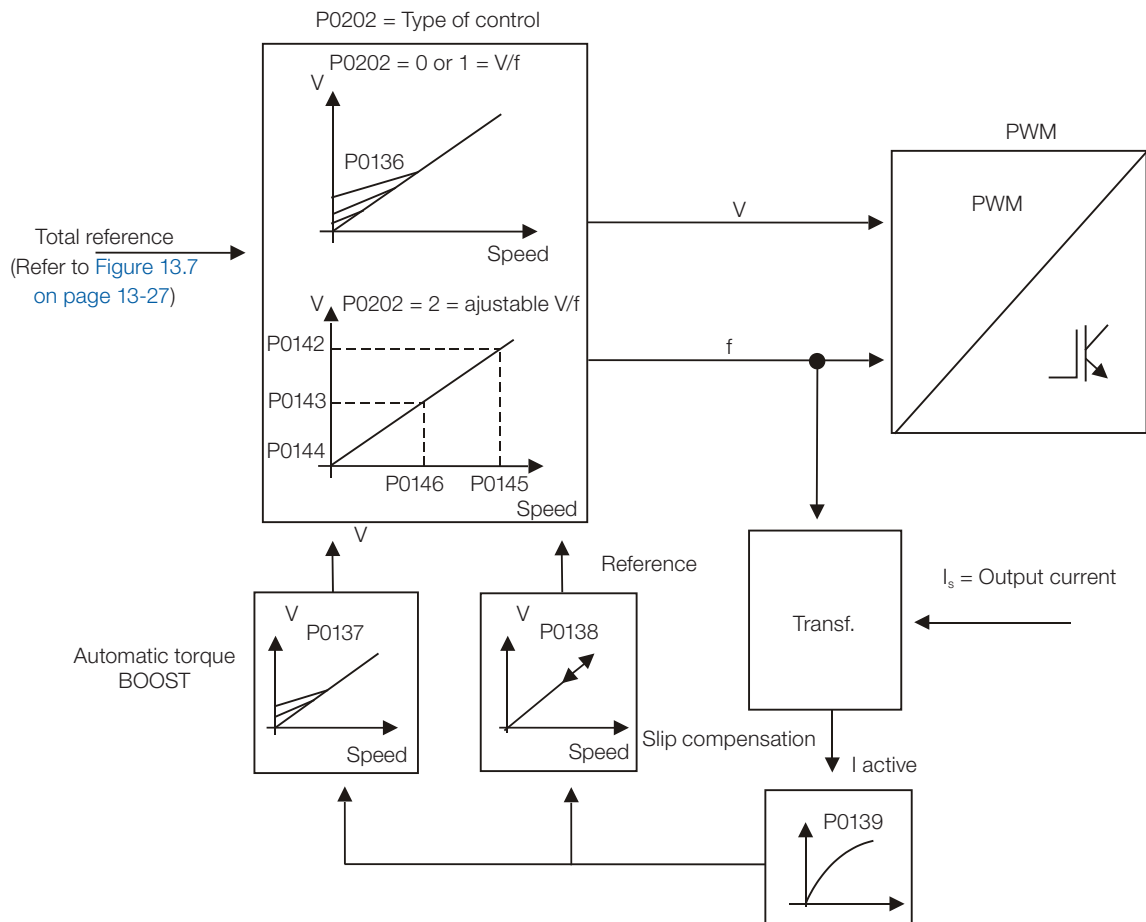 P0202 = Type of control
P0202 = 0 or 1 = V/f
V
P0136
Speed
Total reference
(Refer to Figure 13.7
on page 13-27)
V
P0202 = 2 = ajustable V/f
P0142
P0143
P0144
P0146
P0145
Speed
V
f
PWM
PWM
V
Reference
V
P0137
Speed
Automatic torque
BOOST
V
P0138
Speed
Slip compensation
Transf.
Is = Output current
I active
P0139